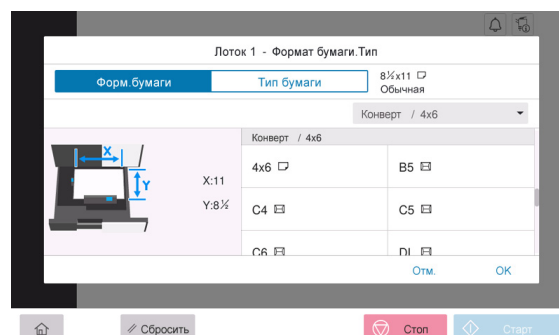 Лоток 1 - Формат бумаги.Тип
Форм.бумаги
Тип бумаги
8½x11
Обычная
Конверт / 4x6
Конверт / 4x6
X
Y
X:11
Y:8½
4x6
B5
C4
C5
C6
DL
Отм.
OK
Сбросить
Стоп
Старт